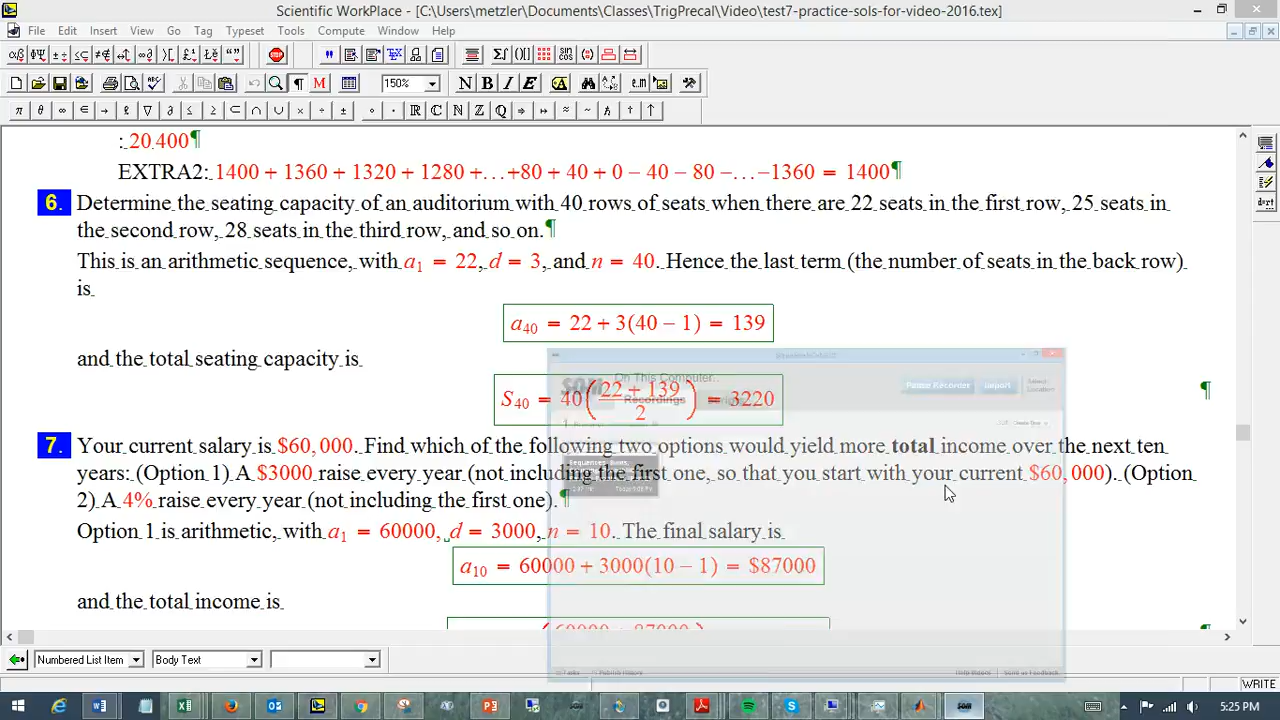 Scientific WorkPlace - [C:\Users\metzler\Documents\Classes\TrigPrecal\Video\test7-practice-sols-for-video-2016.tex]
File Edit Insert View Go Tag Typeset Tools Compute Window Help
150%
: 20400¶
EXTRA2: 1400 + 1360 + 1320 + 1280 +…+80 + 40 + 0 − 40 − 80 −…−1360 = 1400¶
6. Determine the seating capacity of an auditorium with 40 rows of seats when there are 22 seats in the first row, 25 seats in
the second row, 28 seats in the third row, and so on.¶
This is an arithmetic sequence, with a₁ = 22, d = 3, and n = 40. Hence the last term (the number of seats in the back row)
is
a₄₀ = 22 + 3(40 − 1) = 139
and the total seating capacity is
S₄₀ = 40((22 + 139)/2) = 3220
¶
On This Computer...
Recordings
Pause Recorder
7. Your current salary is $60,000. Find which of the following two options would yield more total income over the next ten
years: (Option 1) A $3000 raise every year (not including the first one, so that you start with your current $60,000). (Option
2) A 4% raise every year (not including the first one).¶
Option 1 is arithmetic, with a₁ = 60000, d = 3000, n = 10. The final salary is
a₁₀ = 60000 + 3000(10 − 1) = $87000
and the total income is
60000 + 87000
Numbered List Item Body Text
WRITE
5:25 PM